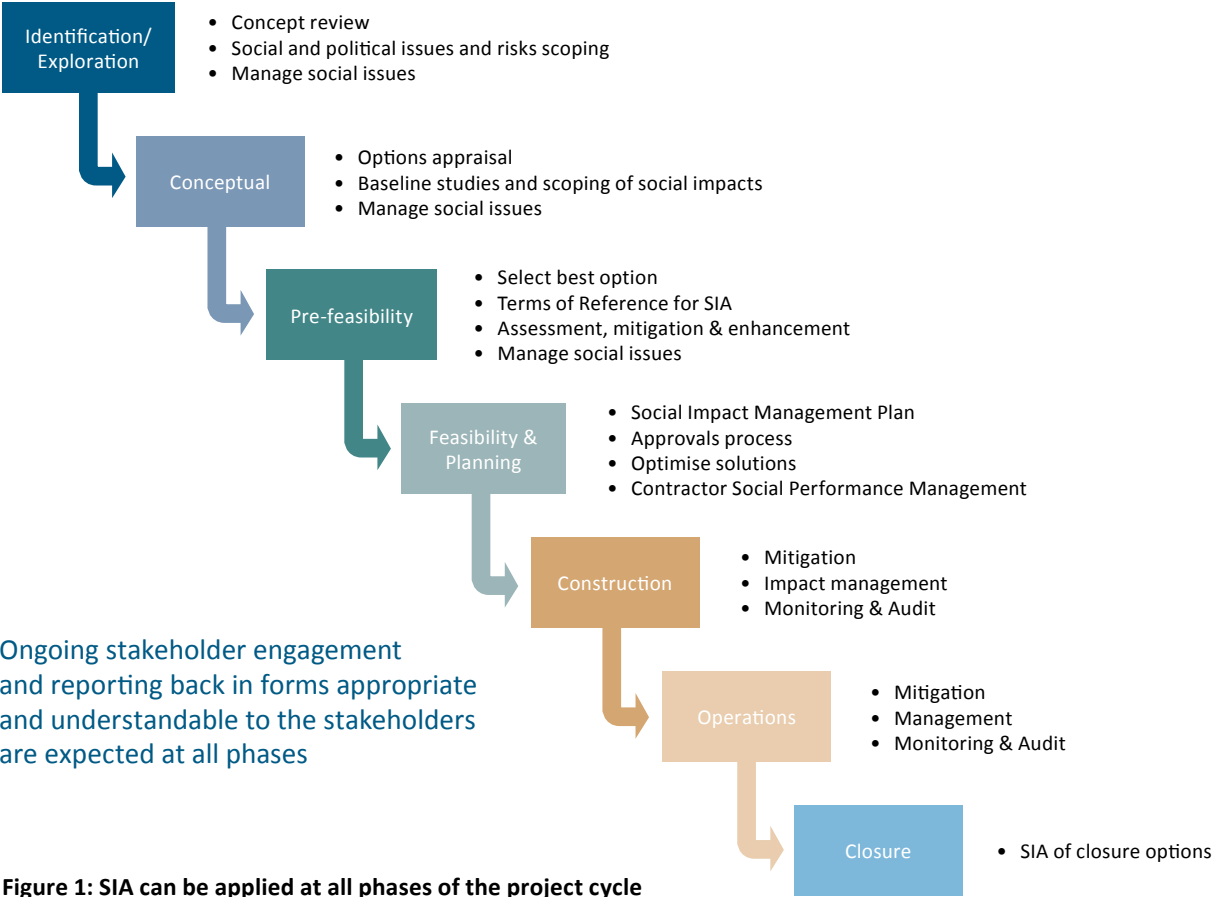 Identification/
Exploration
• Concept review
• Social and political issues and risks scoping
• Manage social issues
Conceptual
• Options appraisal
• Baseline studies and scoping of social impacts
• Manage social issues
Pre-feasibility
• Select best option
• Terms of Reference for SIA
• Assessment, mitigation & enhancement
• Manage social issues
Feasibility &
Planning
• Social Impact Management Plan
• Approvals process
• Optimise solutions
• Contractor Social Performance Management
Construction
• Mitigation
• Impact management
• Monitoring & Audit
Ongoing stakeholder engagement
and reporting back in forms appropriate
and understandable to the stakeholders
are expected at all phases
Operations
• Mitigation
• Management
• Monitoring & Audit
Closure
• SIA of closure options
Figure 1: SIA can be applied at all phases of the project cycle